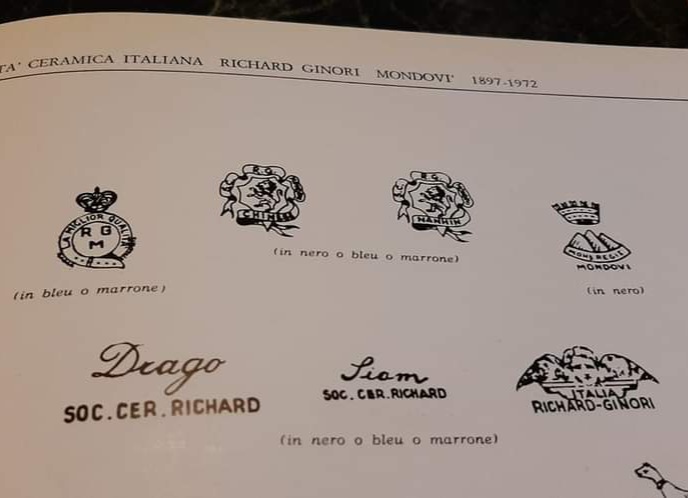 TA' CERAMICA ITALIANA RICHARD GINORI MONDOVI' 1897-1972
LA MIGLIOR QUALITÀ
R G
M
R.G.
CHINESE
R.G.
NANKIN
MONS REGIS
MONDOVI
(in nero o bleu o marrone)
(in bleu o marrone)
(in nero)
Drago
SOC.CER.RICHARD
Siam
SOC.CER.RICHARD
ITALIA
RICHARD-GINORI
(in nero o bleu o marrone)